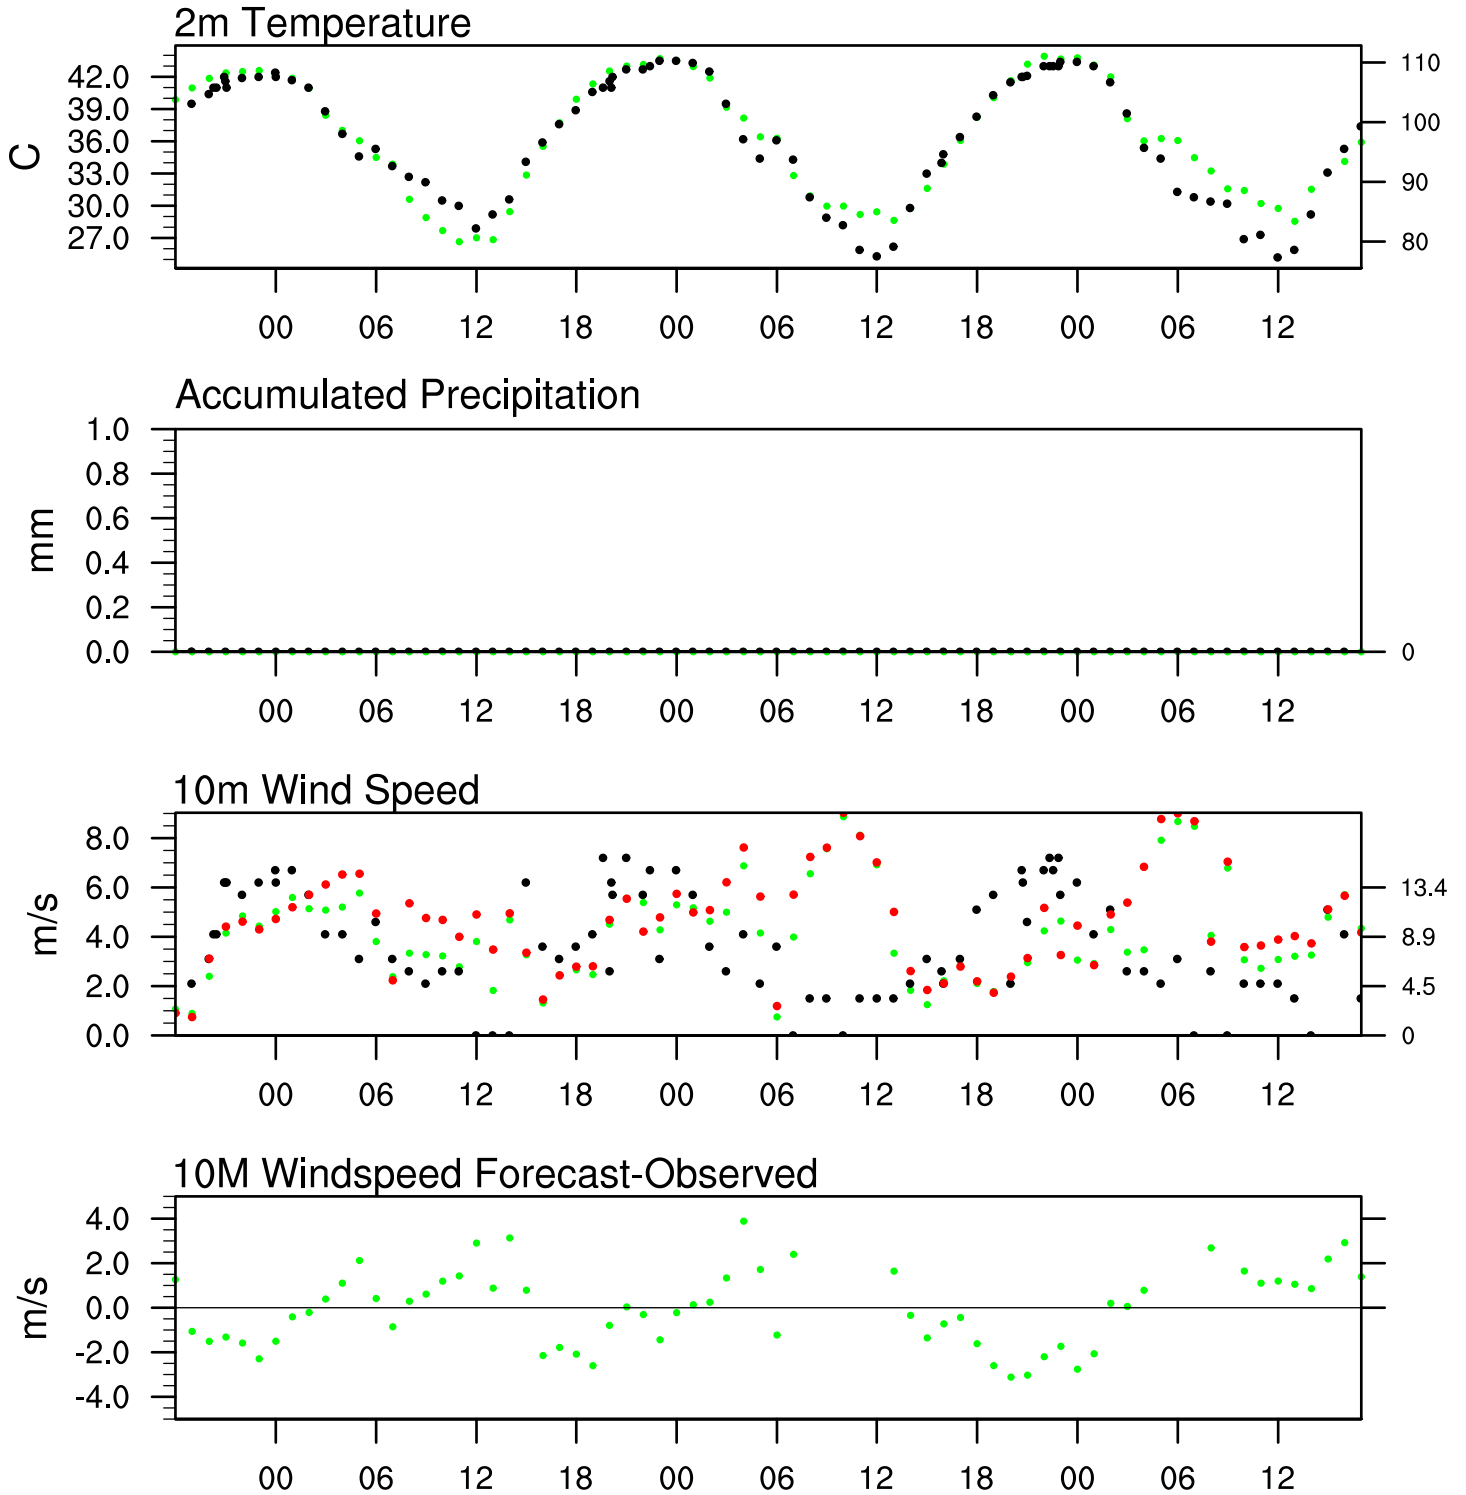 2m Temperature
42.0
39.0
36.0
33.0
30.0
27.0
C
110
100
90
80
00 06 12 18 00 06 12 18 00 06 12
Accumulated Precipitation
1.0
0.8
0.6
0.4
0.2
0.0
mm
0
00 06 12 18 00 06 12 18 00 06 12
10m Wind Speed
8.0
6.0
4.0
2.0
0.0
m/s
13.4
8.9
4.5
0
00 06 12 18 00 06 12 18 00 06 12
10M Windspeed Forecast-Observed
4.0
2.0
0.0
-2.0
-4.0
m/s
00 06 12 18 00 06 12 18 00 06 12